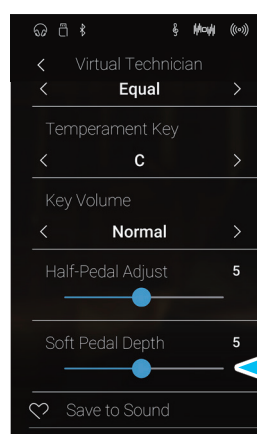 Virtual Technician
Equal
Temperament Key
C
Key Volume
Normal
Half-Pedal Adjust 5
Soft Pedal Depth 5
Save to Sound